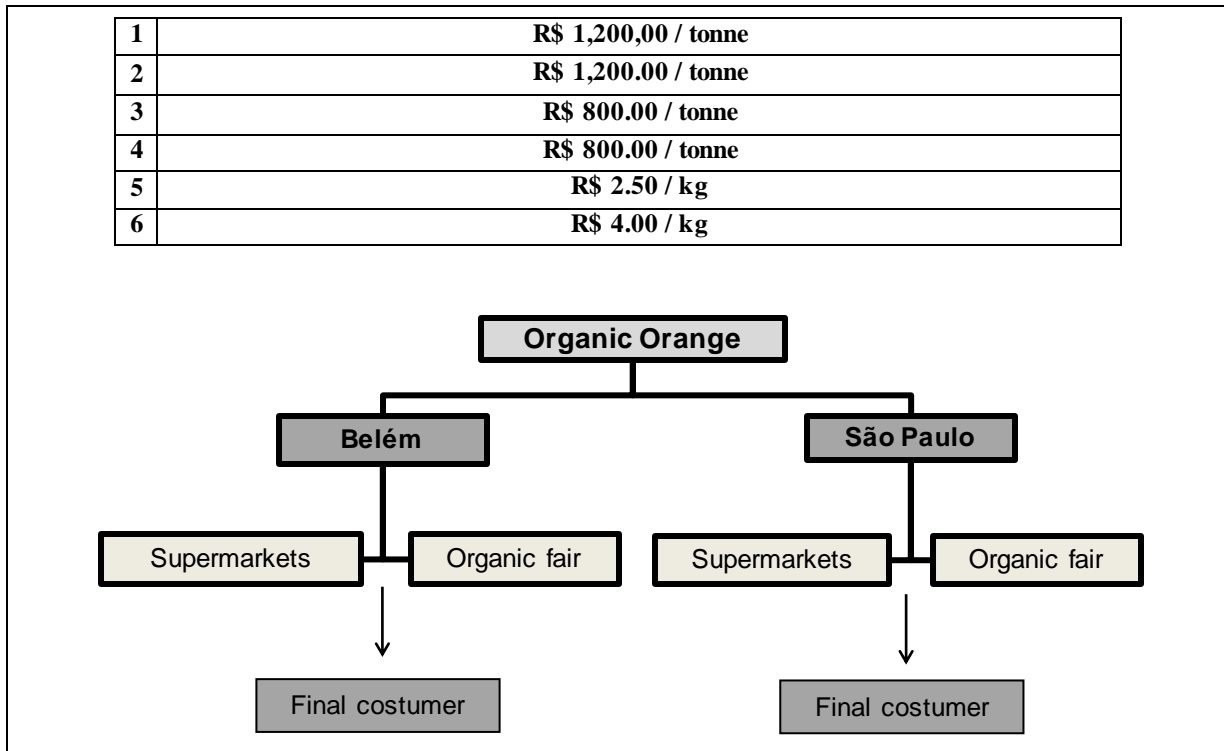 1 R$ 1,200,00 / tonne
2 R$ 1,200.00 / tonne
3 R$ 800.00 / tonne
4 R$ 800.00 / tonne
5 R$ 2.50 / kg
6 R$ 4.00 / kg
Organic Orange
Belém São Paulo
Supermarkets Organic fair Supermarkets Organic fair
Final costumer Final costumer